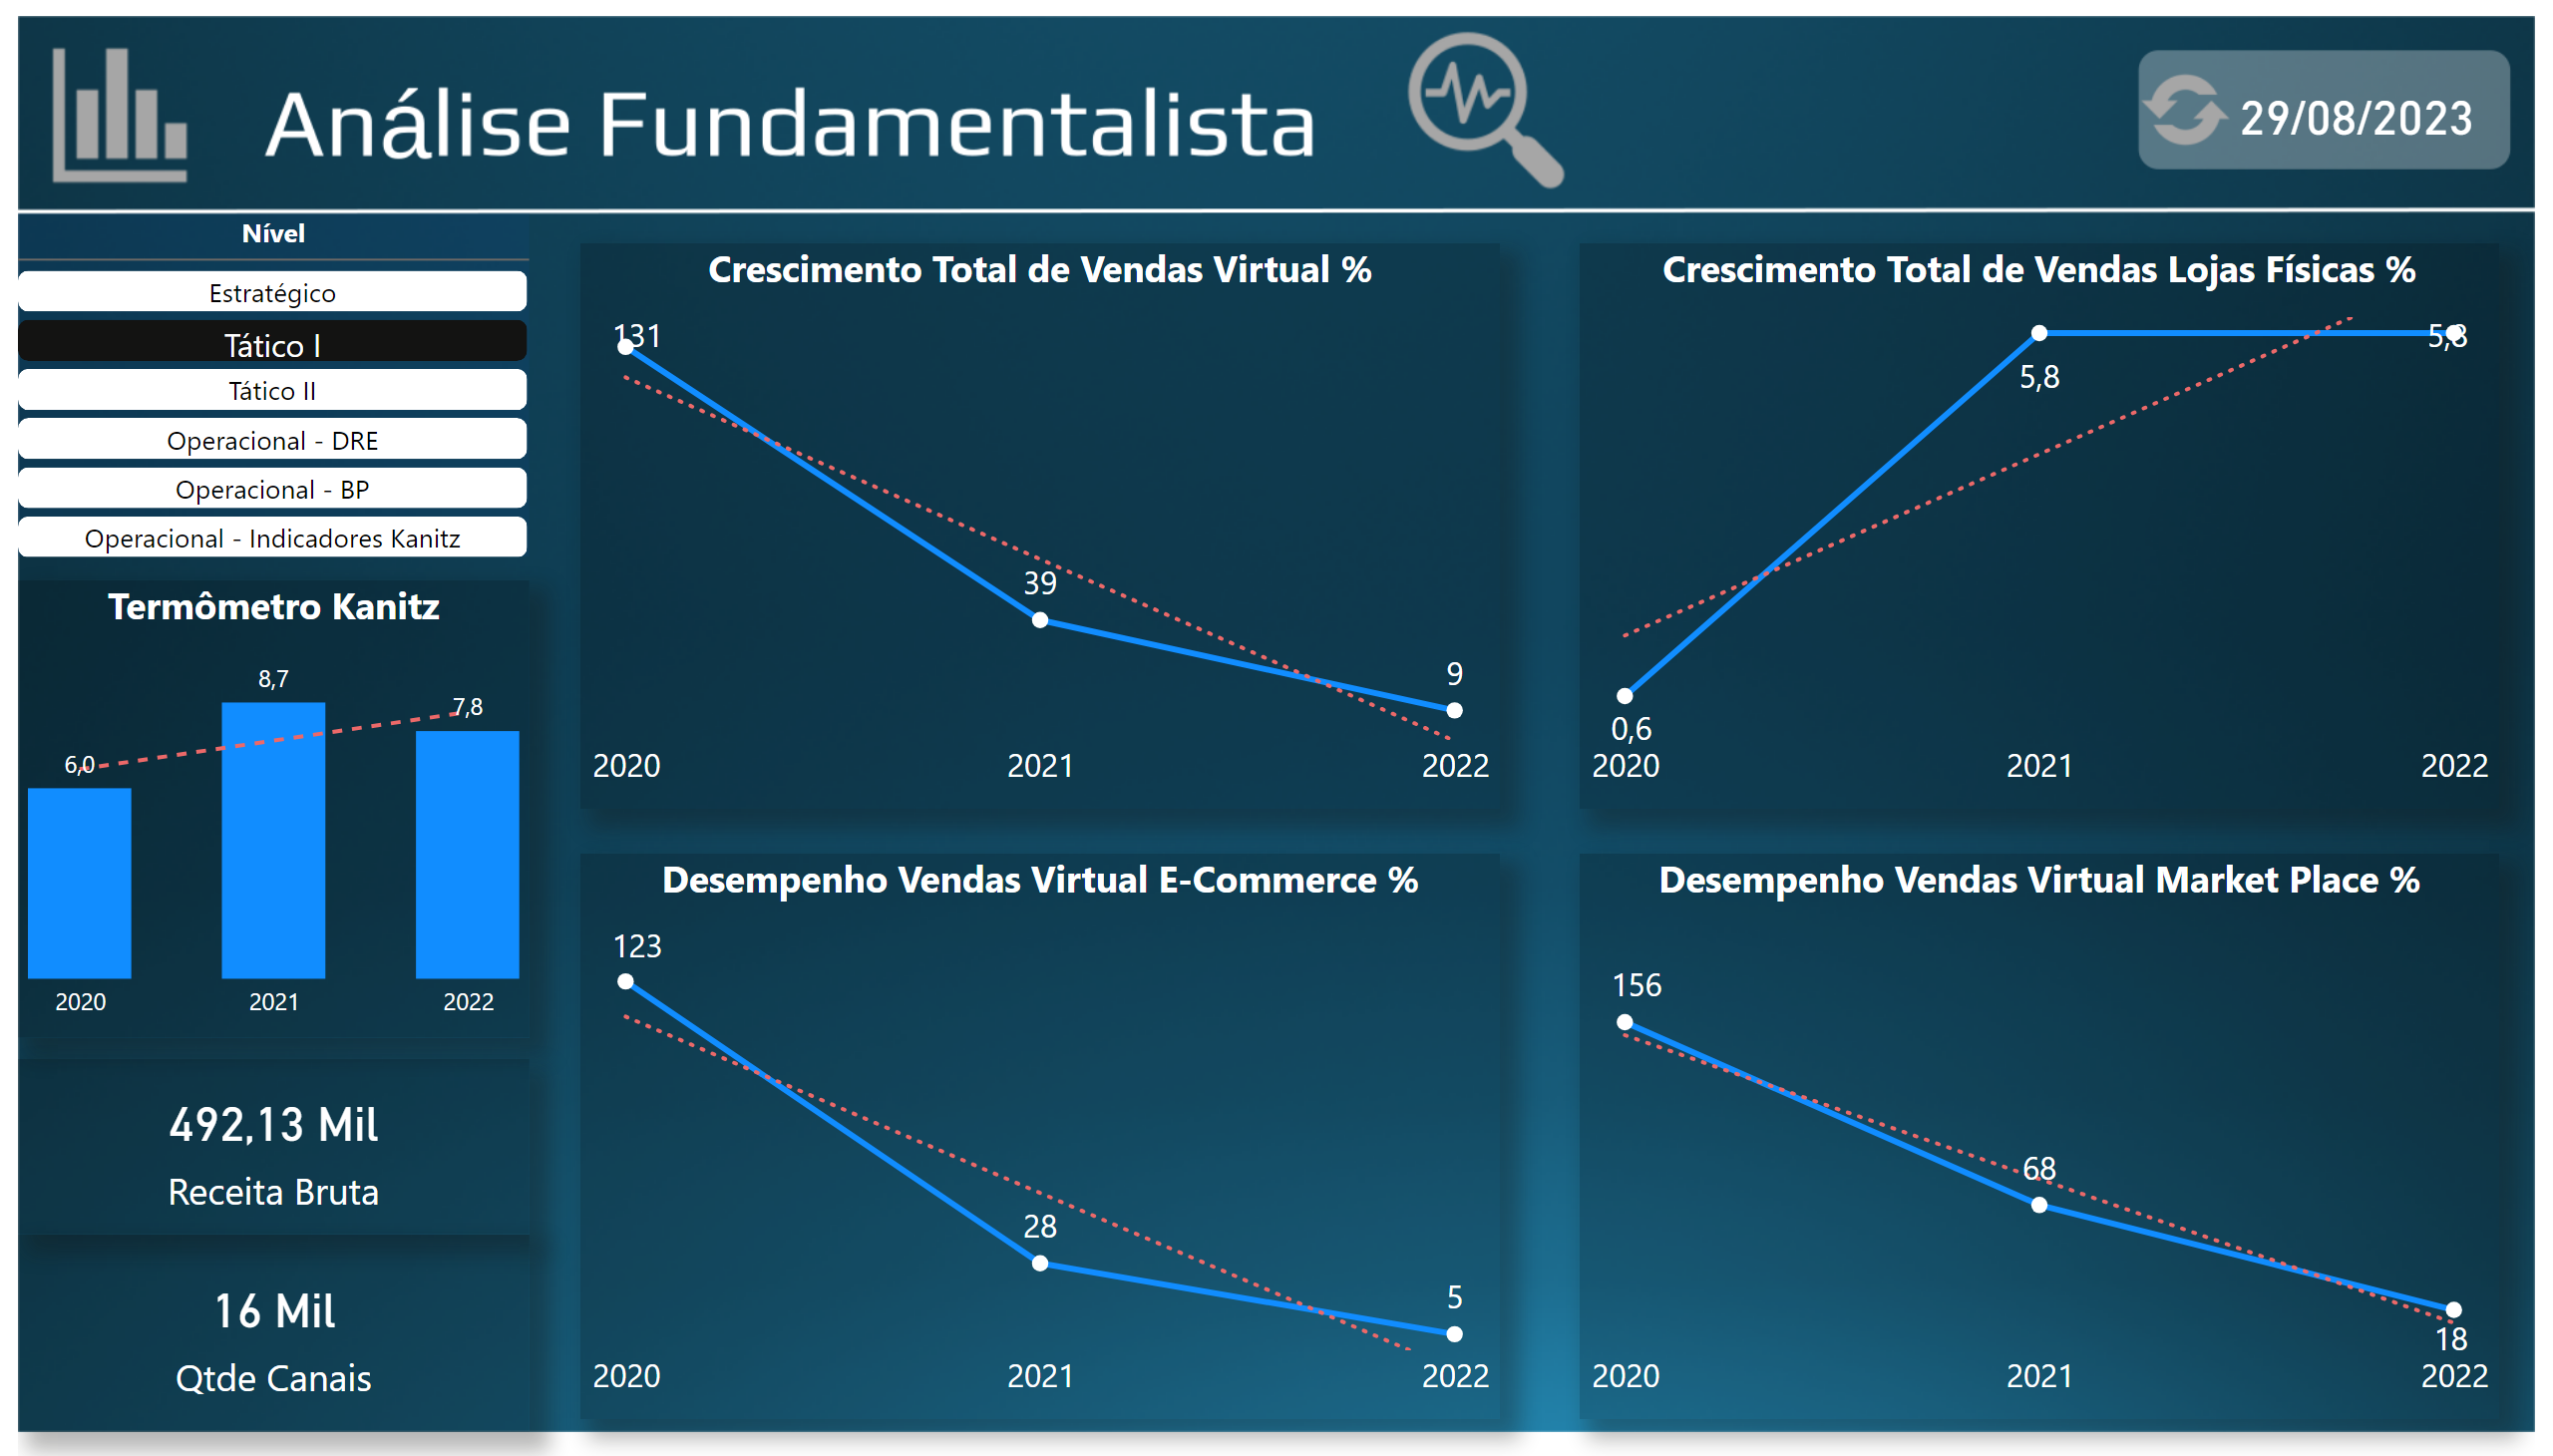 Análise Fundamentalista
29/08/2023
Nível
Estratégico
Tático I
Tático II
Operacional - DRE
Operacional - BP
Operacional - Indicadores Kanitz
Termômetro Kanitz
8,7
7,8
6,0
2020 2021 2022
492,13 Mil
Receita Bruta
16 Mil
Qtde Canais
Crescimento Total de Vendas Virtual %
131
39
9
2020 2021 2022
Crescimento Total de Vendas Lojas Físicas %
5,8
5,8
0,6
2020 2021 2022
Desempenho Vendas Virtual E-Commerce %
123
28
5
2020 2021 2022
Desempenho Vendas Virtual Market Place %
156
68
18
2020 2021 2022